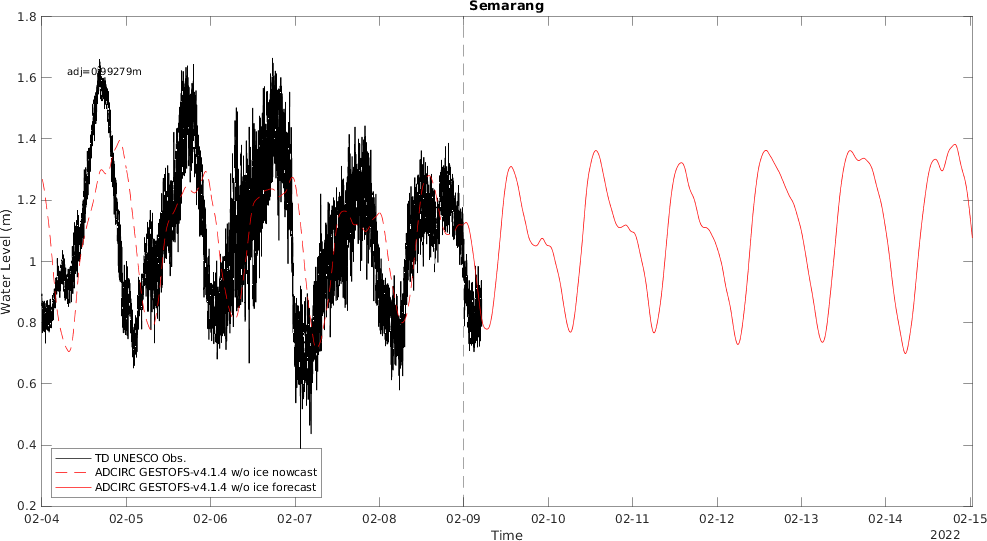 Semarang
1.8
1.6
1.4
1.2
1
0.8
0.6
0.4
0.2
Water Level (m)
adj=0.99279m
TD UNESCO Obs.
ADCIRC GESTOFS-v4.1.4 w/o ice nowcast
ADCIRC GESTOFS-v4.1.4 w/o ice forecast
02-04 02-05 02-06 02-07 02-08 02-09 02-10 02-11 02-12 02-13 02-14 02-15
Time
2022